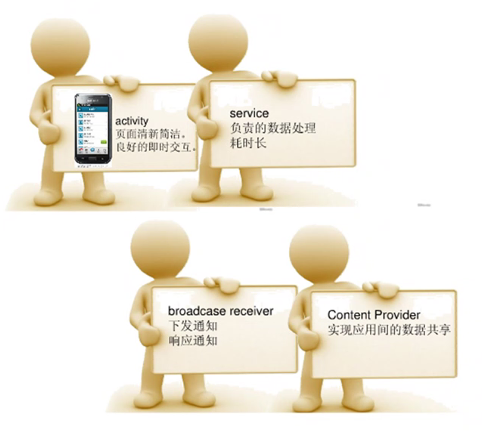 activity
页面清新简洁。
良好的即时交互。
service
负责的数据处理
耗时长
broadcase receiver
下发通知
响应通知
Content Provider
实现应用间的数据共享